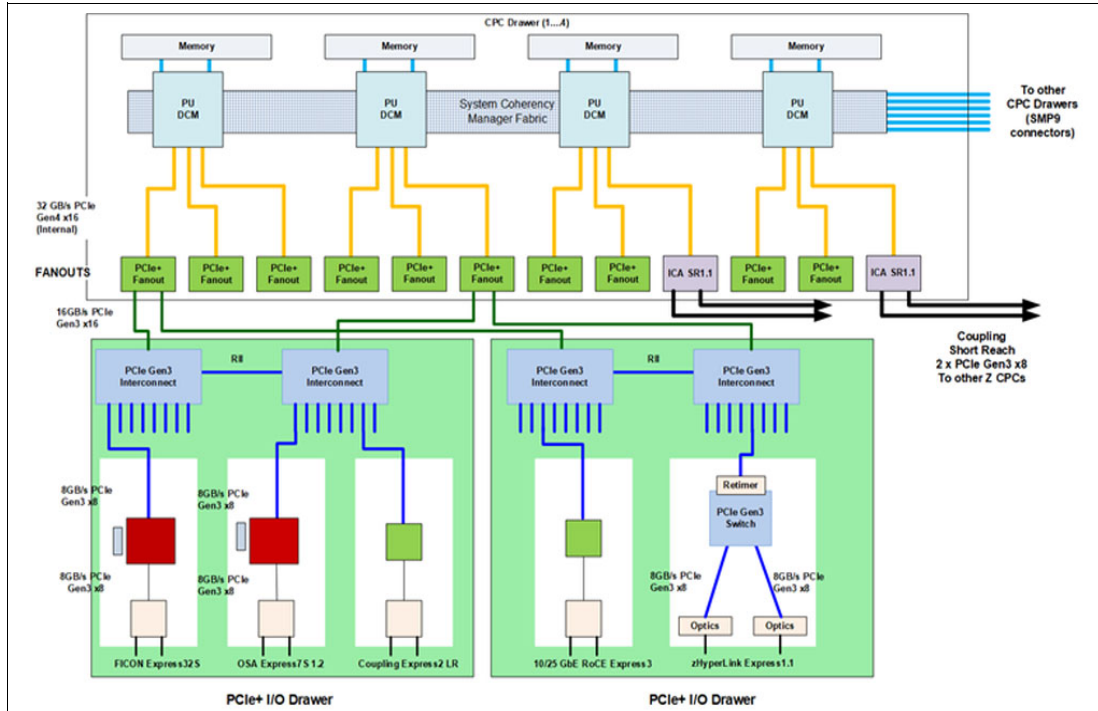 CPC Drawer (1....4)
Memory
Memory
Memory
Memory
PU
DCM
PU
DCM
System Coherency
Manager Fabric
PU
DCM
PU
DCM
To other
CPC Drawers
(SMP9
connectors)
32 GB/s PCIe
Gen4 x16
(Internal)
FANOUTS
PCIe+
Fanout
PCIe+
Fanout
PCIe+
Fanout
PCIe+
Fanout
PCIe+
Fanout
PCIe+
Fanout
PCIe+
Fanout
PCIe+
Fanout
ICA SR1.1
PCIe+
Fanout
PCIe+
Fanout
ICA SR1.1
16GB/s PCIe
Gen3 x16
Coupling
Short Reach
2 x PCIe Gen3 x8
To other Z CPCs
PCIe Gen3
Interconnect
RII
PCIe Gen3
Interconnect
PCIe Gen3
Interconnect
RII
PCIe Gen3
Interconnect
8GB/s PCIe
Gen3 x8
8GB/s PCIe
Gen3 x8
Retimer
PCIe Gen3
Switch
8GB/s PCIe
Gen3 x8
8GB/s PCIe
Gen3 x8
8GB/s PCIe
Gen3 x8
8GB/s PCIe
Gen3 x8
Optics
Optics
FICON Express32S
OSA Express7S 1.2
Coupling Express2 LR
10/25 GbE RoCE Express3
zHyperLink Express1.1
PCIe+ I/O Drawer
PCIe+ I/O Drawer